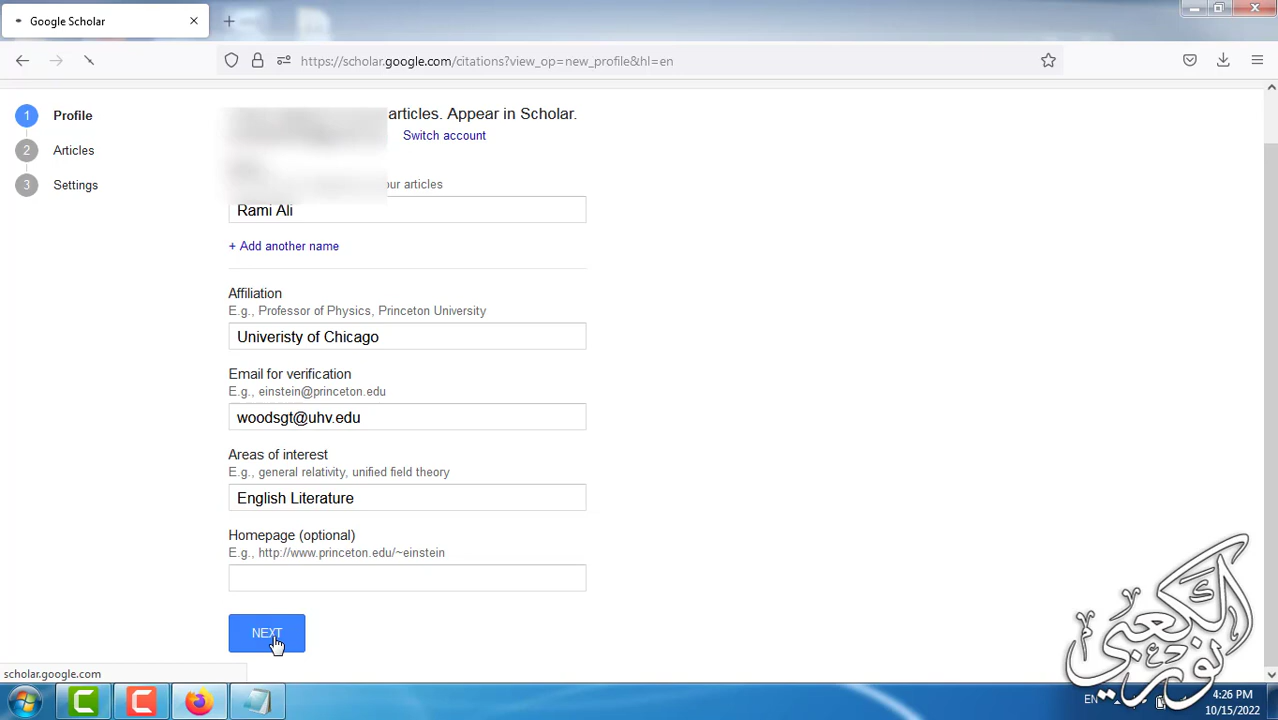 Google Scholar
https://scholar.google.com/citations?view_op=new_profile&hl=en
1 Profile
articles. Appear in Scholar.
Switch account
2 Articles
3 Settings
our articles
Rami Ali
+ Add another name
Affiliation
E.g., Professor of Physics, Princeton University
Univeristy of Chicago
Email for verification
E.g., einstein@princeton.edu
woodsgt@uhv.edu
Areas of interest
E.g., general relativity, unified field theory
English Literature
Homepage (optional)
E.g., http://www.princeton.edu/~einstein
NEXT
scholar.google.com
نوري الكعبي
EN
4:26 PM
10/15/2022